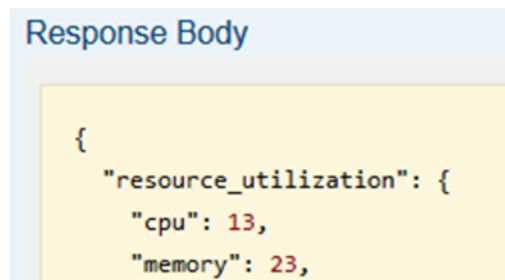 Response Body
{
"resource_utilization": {
"cpu": 13,
"memory": 23,